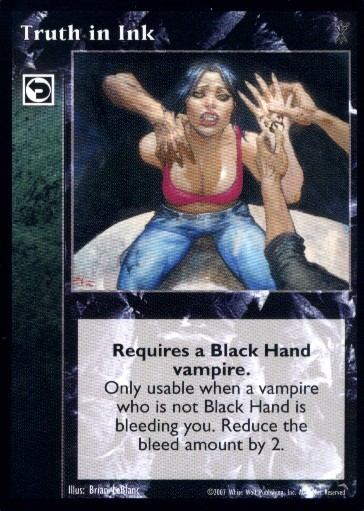 Truth in Ink
Requires a Black Hand
vampire.
Only usable when a vampire
who is not Black Hand is
bleeding you. Reduce the
bleed amount by 2.
Illus: Brian LeBlanc
©2007 White Wolf Publishing, Inc. All Rights Reserved